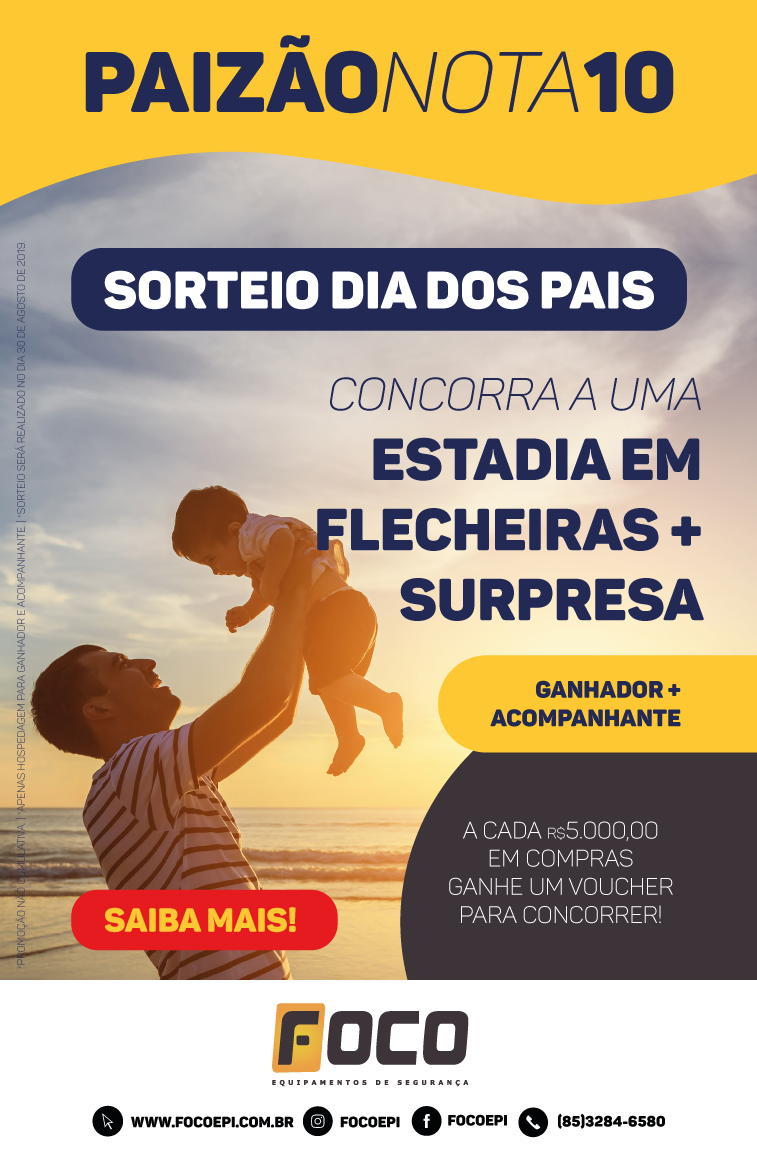 PAIZÃONOTA10
SORTEIO DIA DOS PAIS
CONCORRA A UMA
ESTADIA EM
FLECHEIRAS +
SURPRESA
GANHADOR +
ACOMPANHANTE
A CADA R$5.000,00
EM COMPRAS
GANHE UM VOUCHER
PARA CONCORRER!
SAIBA MAIS!
*PROMOÇÃO NÃO CUMULATIVA | *APENAS HOSPEDAGEM PARA GANHADOR E ACOMPANHANTE | *SORTEIO SERÁ REALIZADO NO DIA 30 DE AGOSTO DE 2019
FOCO
EQUIPAMENTOS DE SEGURANÇA
WWW.FOCOEPI.COM.BR FOCOEPI f FOCOEPI (85)3284-6580